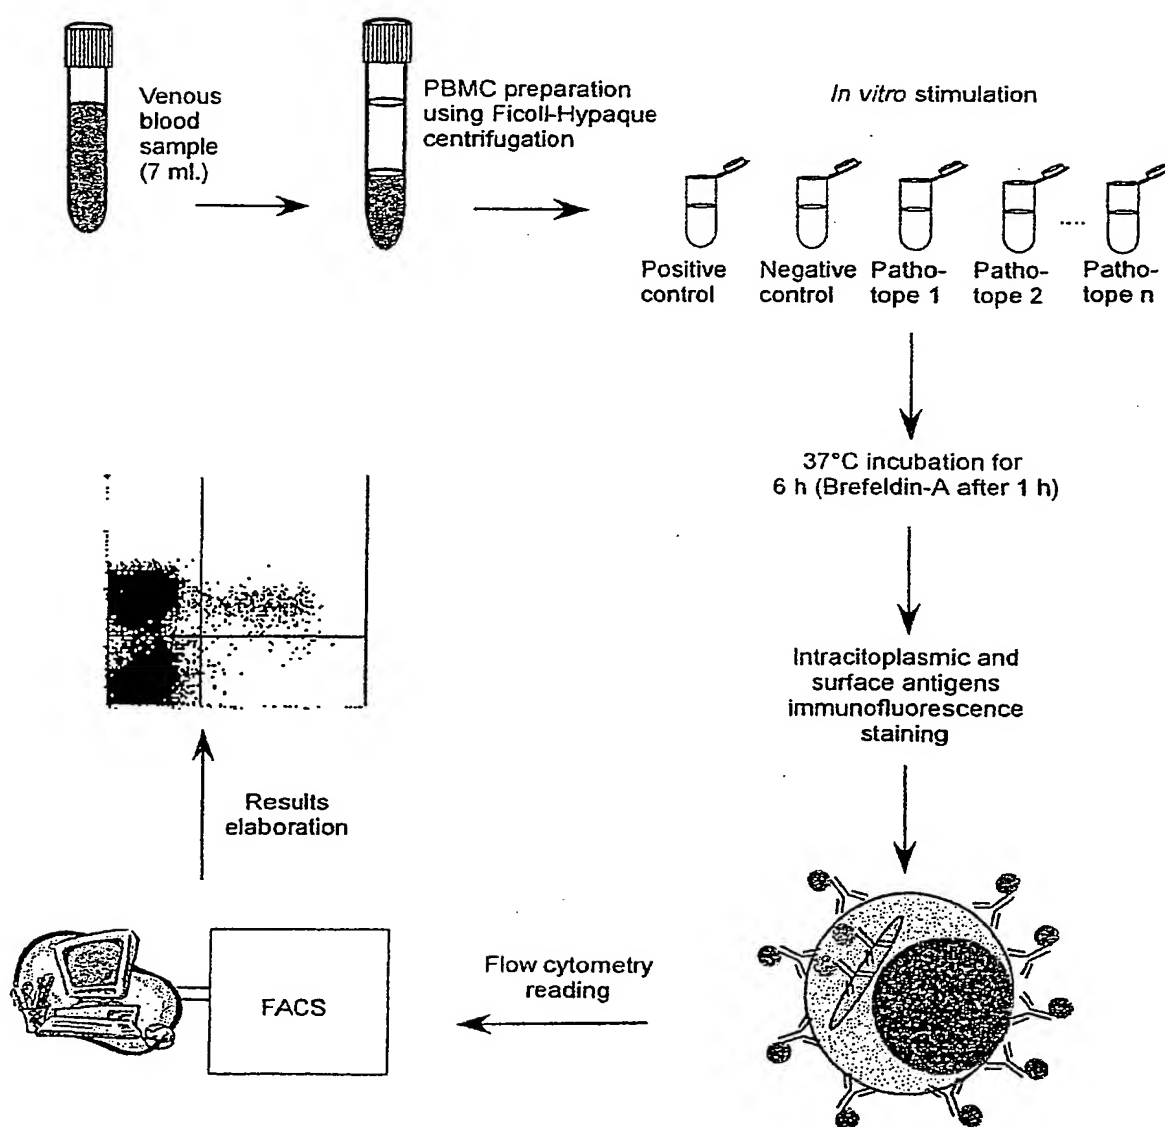 Venous
blood
sample
(7 ml.)
PBMC preparation
using Ficoll-Hypaque
centrifugation
In vitro stimulation
Positive
control
Negative
control
Patho-
tope 1
Patho-
tope 2
.....
Patho-
tope n
37°C incubation for
6 h (Brefeldin-A after 1 h)
Intracitoplasmic and
surface antigens
immunofluorescence
staining
Flow cytometry
reading
FACS
Results
elaboration